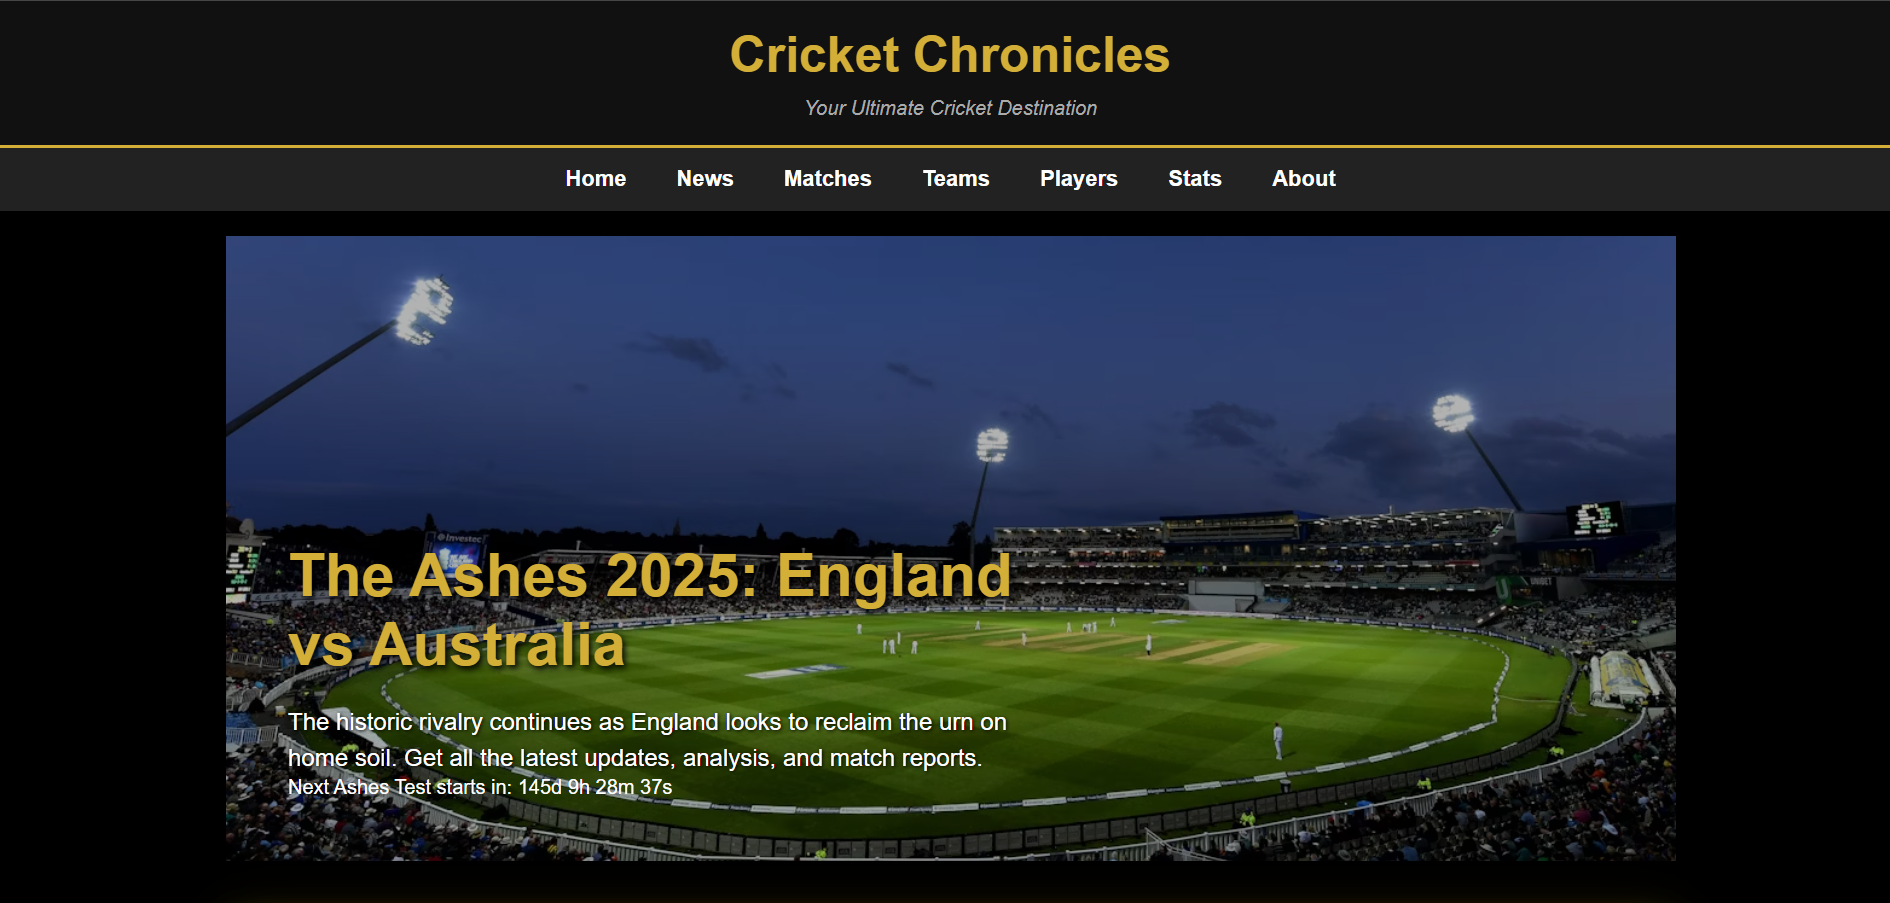 Cricket Chronicles
Your Ultimate Cricket Destination
Home News Matches Teams Players Stats About
Investec
The Ashes 2025: England
vs Australia
UNIBET
The historic rivalry continues as England looks to reclaim the urn on
home soil. Get all the latest updates, analysis, and match reports.
Next Ashes Test starts in: 145d 9h 28m 37s